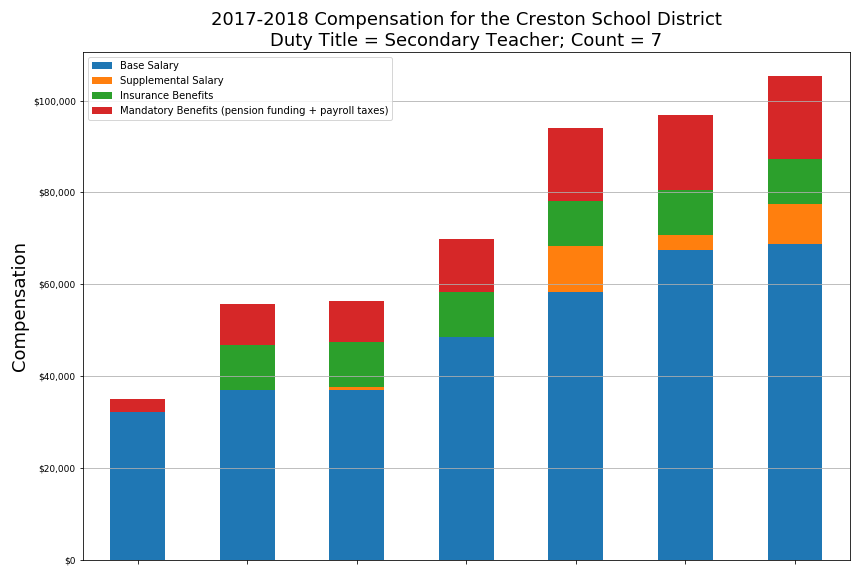 2017-2018 Compensation for the Creston School District
Duty Title = Secondary Teacher; Count = 7
Base Salary
Supplemental Salary
Insurance Benefits
Mandatory Benefits (pension funding + payroll taxes)
$100,000
$80,000
$60,000
$40,000
$20,000
$0
Compensation